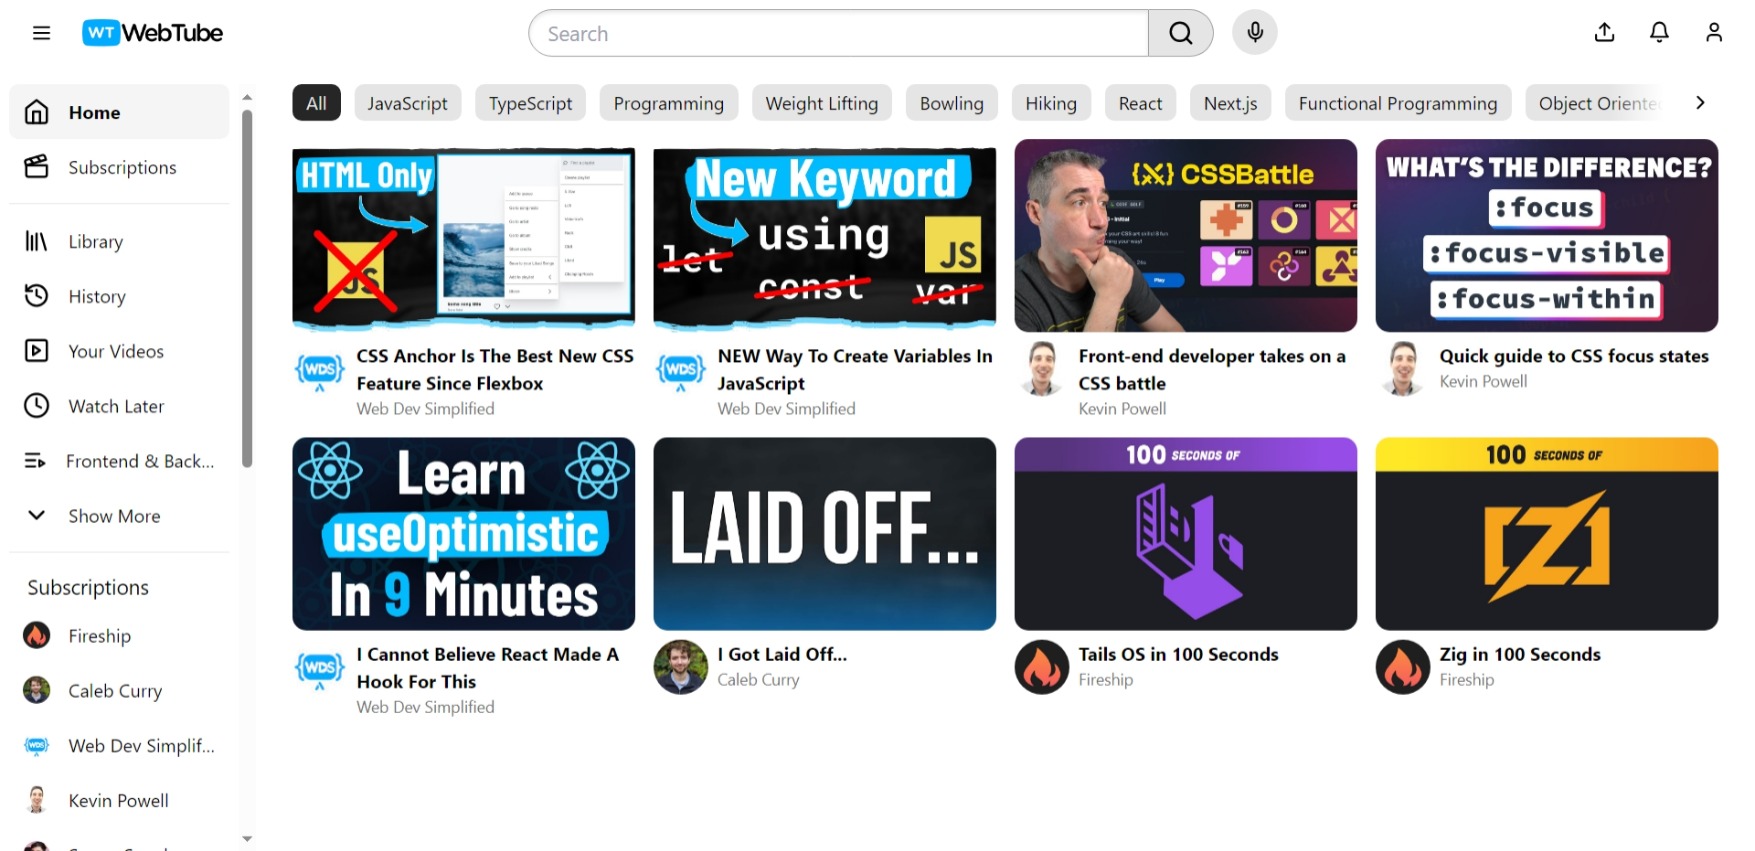 WT WebTube
Search
Home
Subscriptions
Library
History
Your Videos
Watch Later
Frontend & Back...
Show More
Subscriptions
Fireship
Caleb Curry
Web Dev Simplif...
Kevin Powell
All
JavaScript
TypeScript
Programming
Weight Lifting
Bowling
Hiking
React
Next.js
Functional Programming
Object Oriented
HTML Only
JS
New Keyword
using
let
const
var
JS
{X} CSSBattle
Play
WHAT'S THE DIFFERENCE?
:focus
:focus-visible
:focus-within
WDS
CSS Anchor Is The Best New CSS
Feature Since Flexbox
Web Dev Simplified
WDS
NEW Way To Create Variables In
JavaScript
Web Dev Simplified
Front-end developer takes on a
CSS battle
Kevin Powell
Quick guide to CSS focus states
Kevin Powell
Learn
useOptimistic
In 9 Minutes
LAID OFF...
100 SECONDS OF
100 SECONDS OF
WDS
I Cannot Believe React Made A
Hook For This
Web Dev Simplified
I Got Laid Off...
Caleb Curry
Tails OS in 100 Seconds
Fireship
Zig in 100 Seconds
Fireship